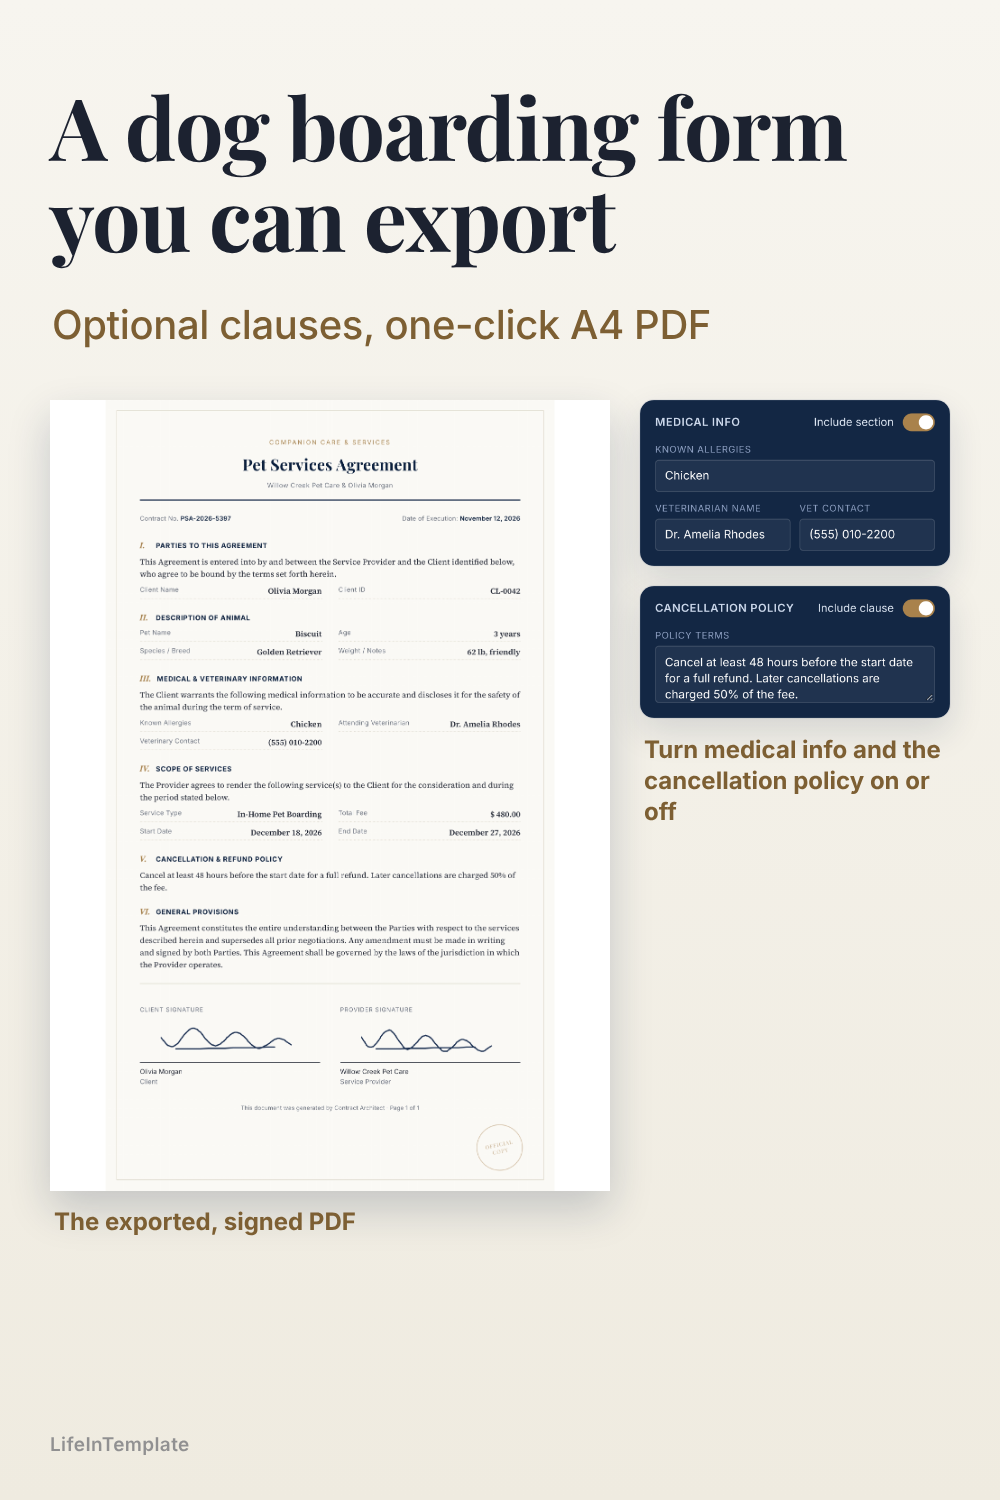 A dog boarding form
you can export
Optional clauses, one-click A4 PDF
COMPANION CARE & SERVICES
Pet Services Agreement
Willow Creek Pet Care & Olivia Morgan
Contract No. PSA-2026-5397
Date of Execution: November 12, 2026
I. PARTIES TO THIS AGREEMENT
This Agreement is entered into by and between the Service Provider and the Client identified below,
who agree to be bound by the terms set forth herein.
Client Name Olivia Morgan Client ID CL-0042
II. DESCRIPTION OF ANIMAL
Pet Name Biscuit Age 3 years
Species / Breed Golden Retriever Weight / Notes 62 lb, friendly
III. MEDICAL & VETERINARY INFORMATION
The Client warrants the following medical information to be accurate and discloses it for the safety of
the animal during the term of service.
Known Allergies Chicken Attending Veterinarian Dr. Amelia Rhodes
Veterinary Contact (555) 010-2200
IV. SCOPE OF SERVICES
The Provider agrees to render the following service(s) to the Client for the consideration and during
the period stated below.
Service Type In-Home Pet Boarding Total Fee $ 480.00
Start Date December 18, 2026 End Date December 27, 2026
V. CANCELLATION & REFUND POLICY
Cancel at least 48 hours before the start date for a full refund. Later cancellations are charged 50% of
the fee.
VI. GENERAL PROVISIONS
This Agreement constitutes the entire understanding between the Parties with respect to the services
described herein and supersedes all prior negotiations. Any amendment must be made in writing
and signed by both Parties. This Agreement shall be governed by the laws of the jurisdiction in which
the Provider operates.
CLIENT SIGNATURE PROVIDER SIGNATURE
Olivia Morgan Willow Creek Pet Care
Client Service Provider
This document was generated by Contract Architect · Page 1 of 1
OFFICIAL
COPY
The exported, signed PDF
MEDICAL INFO Include section
KNOWN ALLERGIES
Chicken
VETERINARIAN NAME VET CONTACT
Dr. Amelia Rhodes (555) 010-2200
CANCELLATION POLICY Include clause
POLICY TERMS
Cancel at least 48 hours before the start date
for a full refund. Later cancellations are
charged 50% of the fee.
Turn medical info and the
cancellation policy on or
off
LifeInTemplate